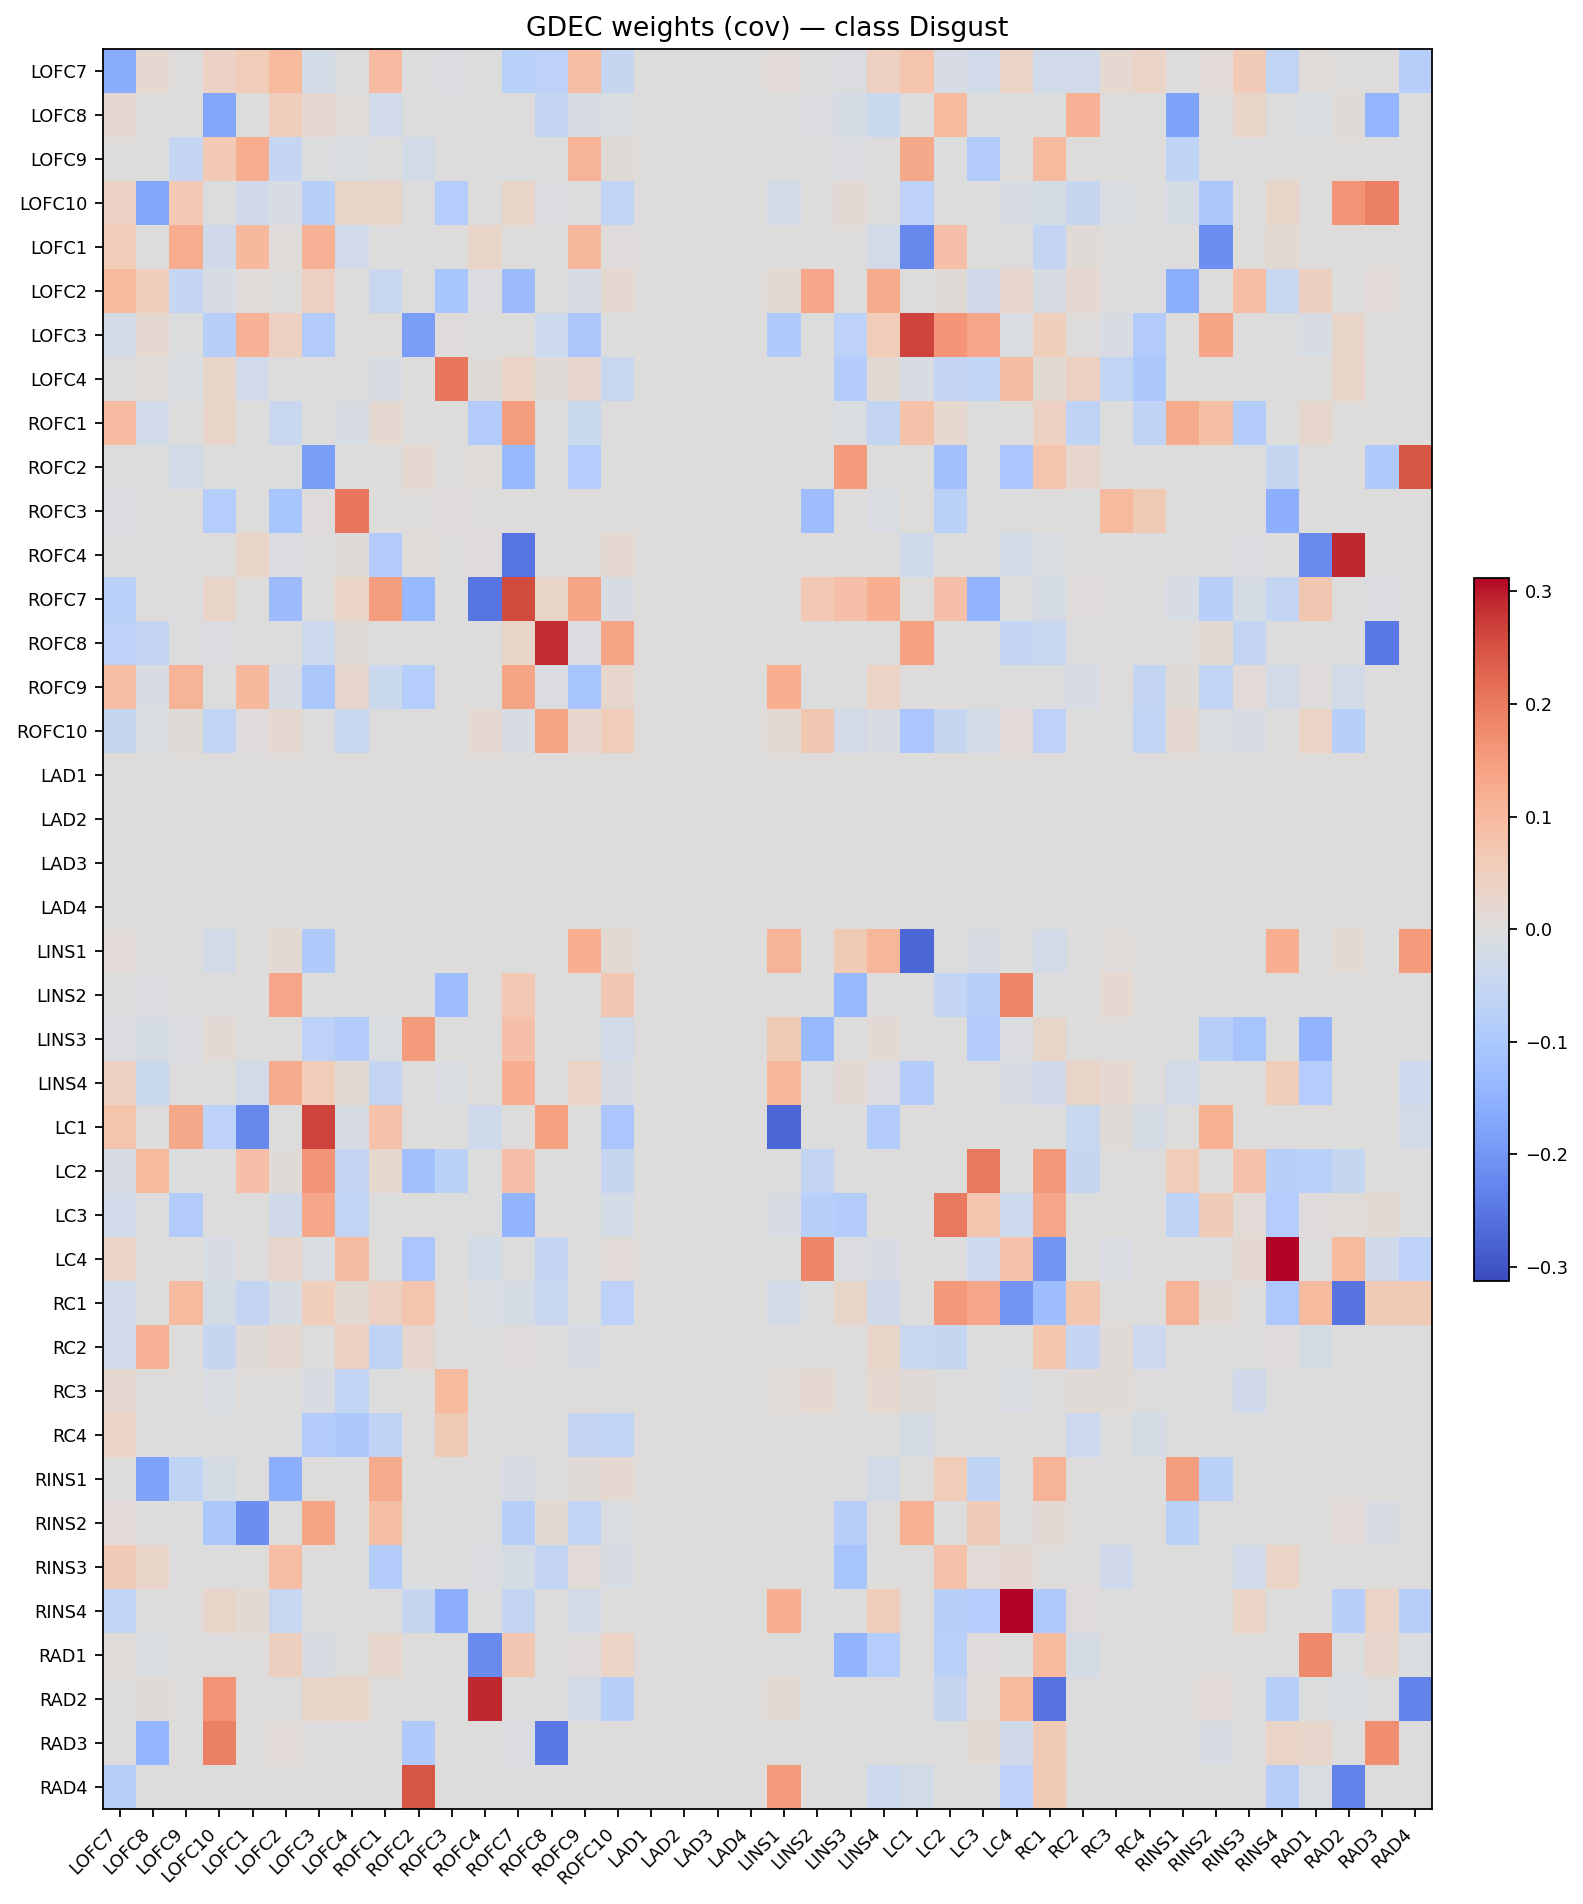 GDEC weights (cov) — class Disgust
LOFC7
LOFC8
LOFC9
LOFC10
LOFC1
LOFC2
LOFC3
LOFC4
ROFC1
ROFC2
ROFC3
ROFC4
ROFC7
ROFC8
ROFC9
ROFC10
LAD1
LAD2
LAD3
LAD4
LINS1
LINS2
LINS3
LINS4
LC1
LC2
LC3
LC4
RC1
RC2
RC3
RC4
RINS1
RINS2
RINS3
RINS4
RAD1
RAD2
RAD3
RAD4
LOFC7 LOFC8 LOFC9 LOFC10 LOFC1 LOFC2 LOFC3 LOFC4 ROFC1 ROFC2 ROFC3 ROFC4 ROFC7 ROFC8 ROFC9 ROFC10 LAD1 LAD2 LAD3 LAD4 LINS1 LINS2 LINS3 LINS4 LC1 LC2 LC3 LC4 RC1 RC2 RC3 RC4 RINS1 RINS2 RINS3 RINS4 RAD1 RAD2 RAD3 RAD4
0.3
0.2
0.1
0.0
−0.1
−0.2
−0.3